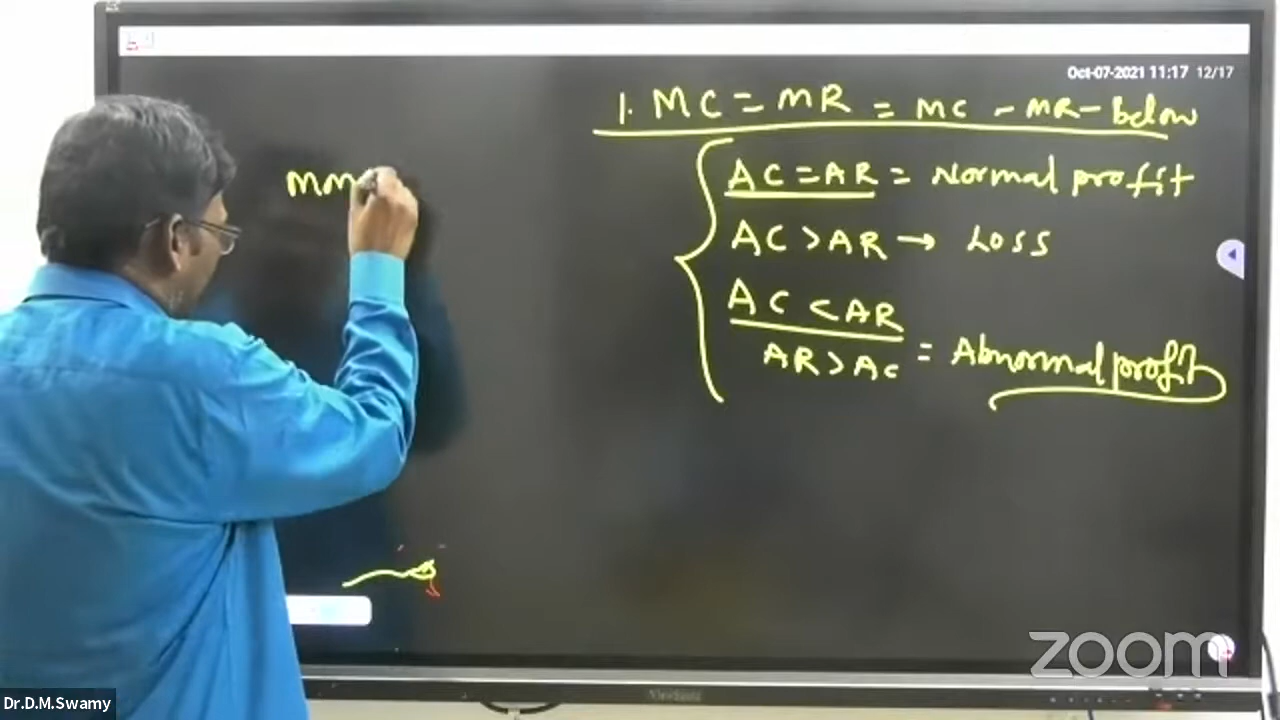 Oct-07-2021 11:17 12/17
1. MC = MR = MC - MR - below
AC = AR = Normal profit
AC > AR → Loss
AC < AR
AR > AC = Abnormal profit
ViewSonic
zoom
Dr.D.M.Swamy